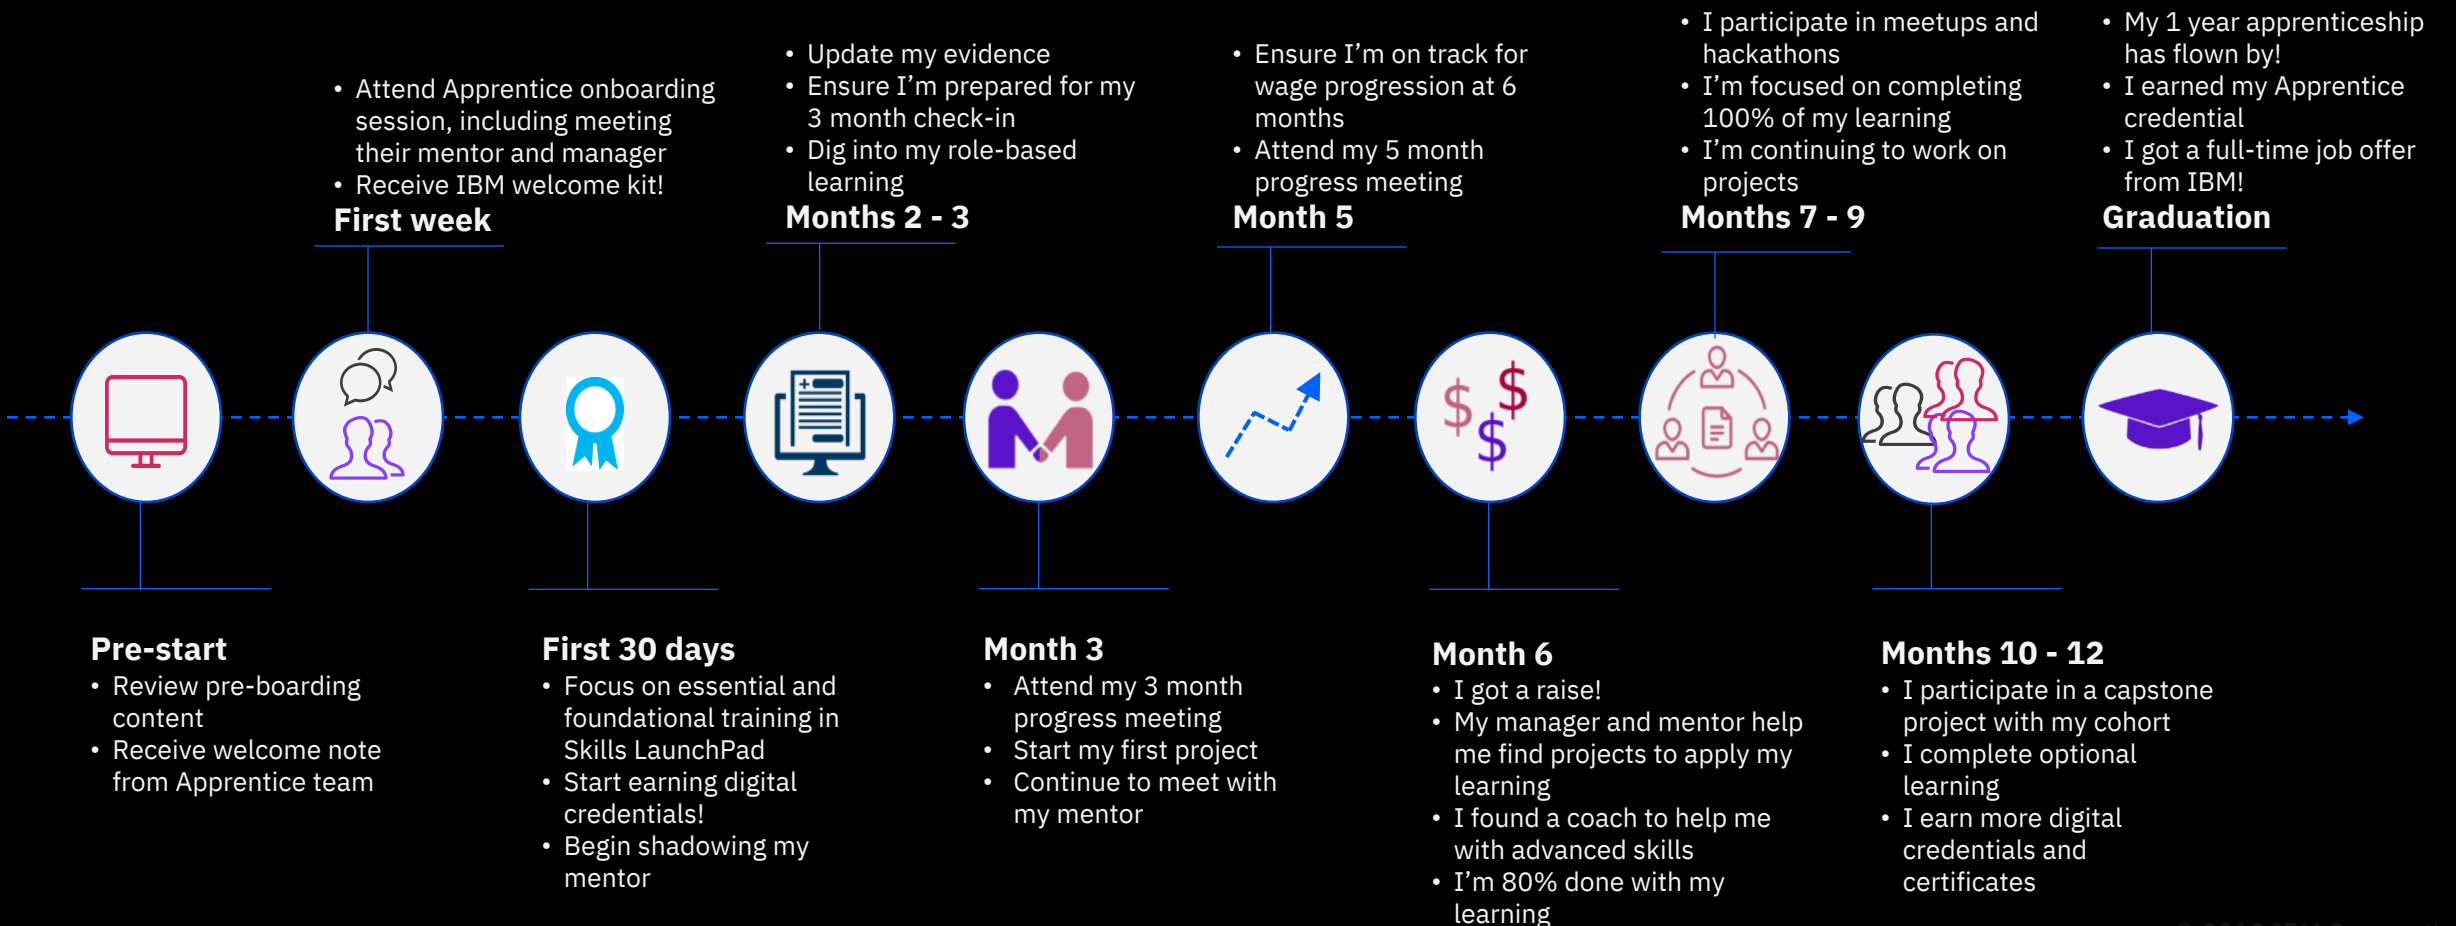 • Attend Apprentice onboarding
session, including meeting
their mentor and manager
• Receive IBM welcome kit!
First week
• Update my evidence
• Ensure I’m prepared for my
3 month check-in
• Dig into my role-based
learning
Months 2 - 3
• Ensure I’m on track for
wage progression at 6
months
• Attend my 5 month
progress meeting
Month 5
• I participate in meetups and
hackathons
• I’m focused on completing
100% of my learning
• I’m continuing to work on
projects
Months 7 - 9
• My 1 year apprenticeship
has flown by!
• I earned my Apprentice
credential
• I got a full-time job offer
from IBM!
Graduation
$
$
$
Pre-start
• Review pre-boarding
content
• Receive welcome note
from Apprentice team
First 30 days
• Focus on essential and
foundational training in
Skills LaunchPad
• Start earning digital
credentials!
• Begin shadowing my
mentor
Month 3
• Attend my 3 month
progress meeting
• Start my first project
• Continue to meet with
my mentor
Month 6
• I got a raise!
• My manager and mentor help
me find projects to apply my
learning
• I found a coach to help me
with advanced skills
• I’m 80% done with my
learning
Months 10 - 12
• I participate in a capstone
project with my cohort
• I complete optional
learning
• I earn more digital
credentials and
certificates